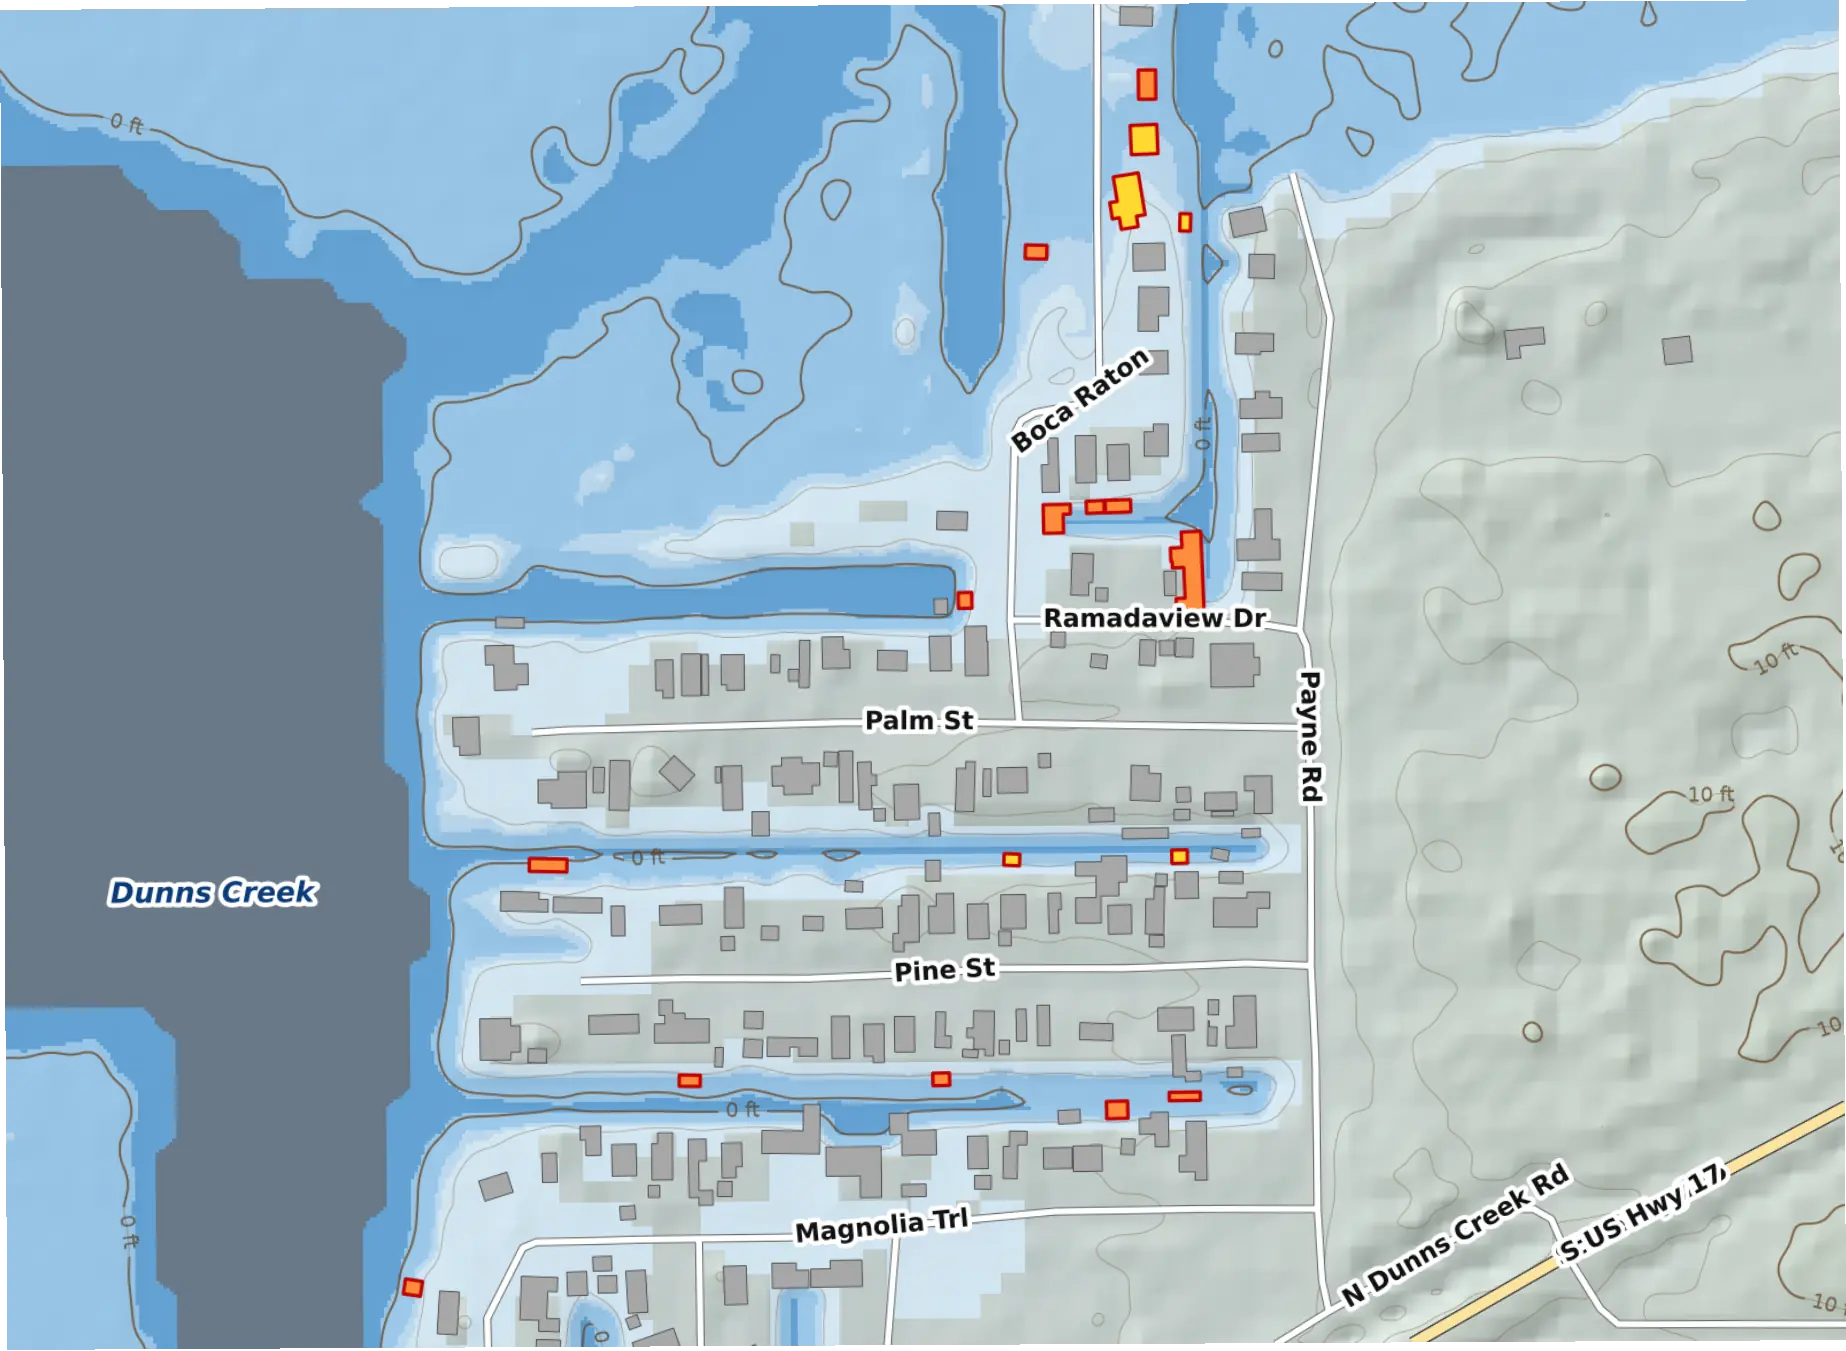 0 ft
Boca Raton
0 ft
Ramadaview Dr
10 ft
Payne Rd
Palm St
10 ft
0 ft
Dunns Creek
Pine St
10
0 ft
N Dunns Creek Rd
S US Hwy 17
Magnolia Trl
0 ft
10
0